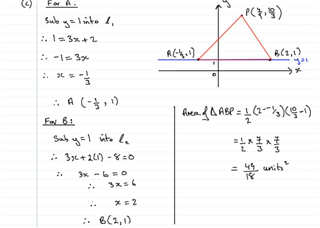 (c) For A:
Sub y=1 into l₁
∴ 1 = 3x+2
∴ -1 = 3x
∴ x = -1/3
∴ A (-1/3, 1)
For B:
Sub y=1 into l₂
∴ 3x+2(1)-8=0
∴ 3x-6=0
∴ 3x=6
∴ x=2
∴ B(2,1)
y
P(4/3, 10/3)
A(-1/3, 1)
B(2,1)
y=1
1
0
x
Area of △ABP = 1/2 (2--1/3)(10/3-1)
= 1/2 × 7/3 × 7/3
= 49/18 units²